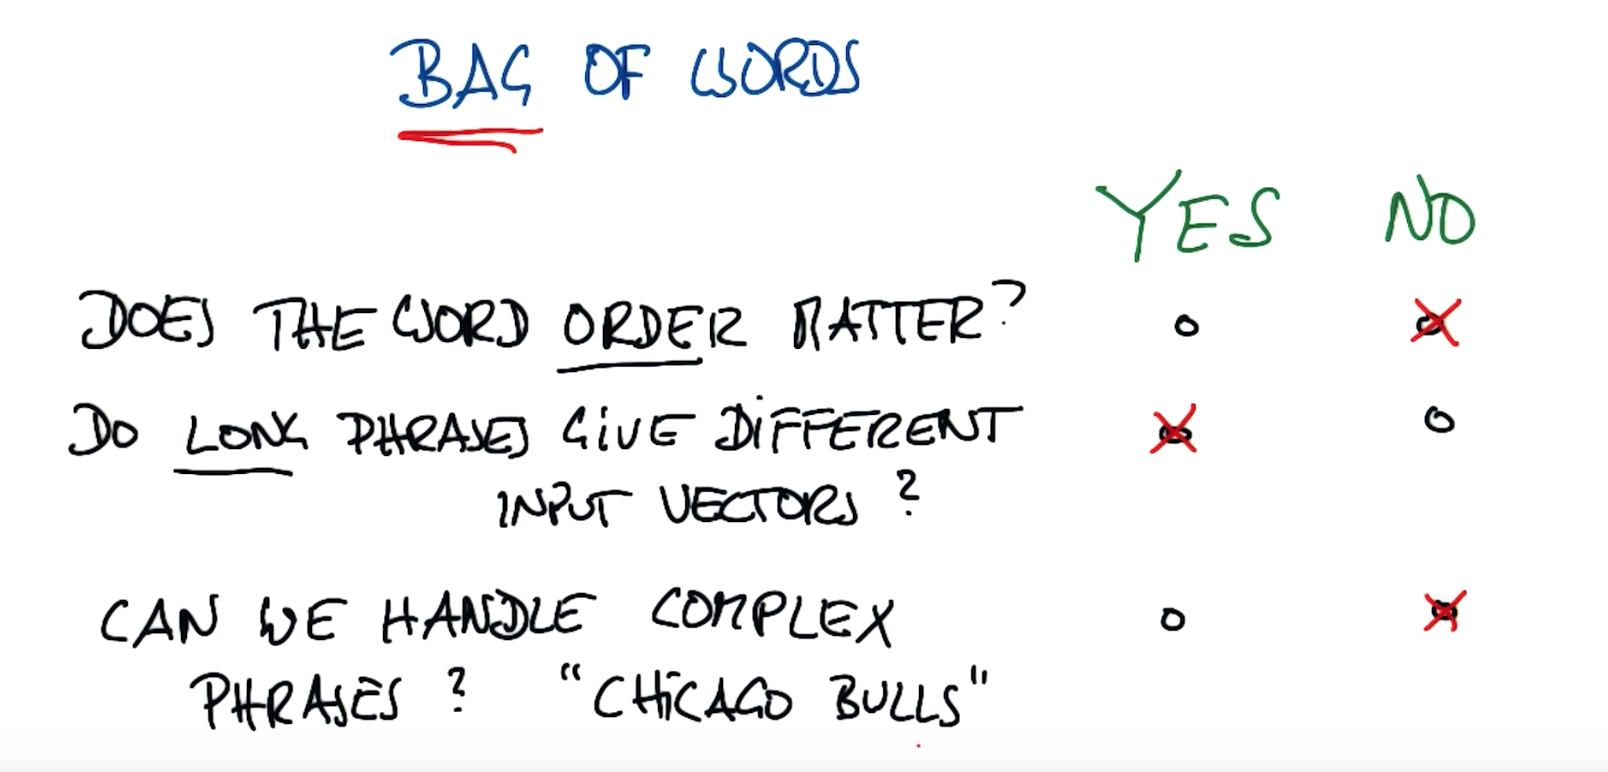 BAG OF WORDS
YES NO
DOES THE WORD ORDER MATTER?
DO LONG PHRASES GIVE DIFFERENT
INPUT VECTORS?
CAN WE HANDLE COMPLEX
PHRASES? "CHICAGO BULLS"